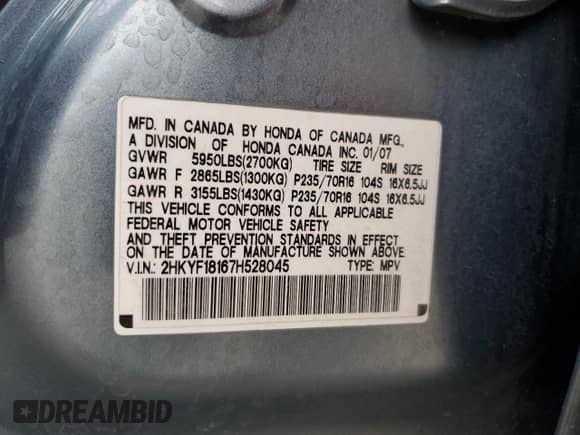 MFD. IN CANADA BY HONDA OF CANADA MFG.,
A DIVISION OF HONDA CANADA INC. 01/07
GVWR 5950LBS(2700KG) TIRE SIZE RIM SIZE
GAWR F 2865LBS(1300KG) P235/70R16 104S 16X6.5JJ
GAWR R 3155LBS(1430KG) P235/70R16 104S 16X6.5JJ
THIS VEHICLE CONFORMS TO ALL APPLICABLE
FEDERAL MOTOR VEHICLE SAFETY
AND THEFT PREVENTION STANDARDS IN EFFECT
ON THE DATE OF MANUFACTURE SHOWN ABOVE.
V.I.N.: 2HKYF18167H528045 TYPE: MPV
DREAMBID